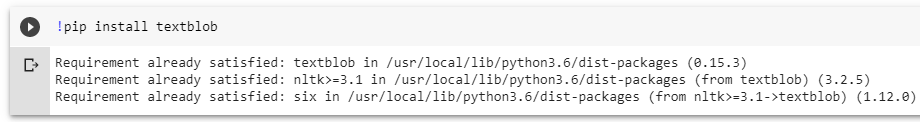 !pip install textblob
Requirement already satisfied: textblob in /usr/local/lib/python3.6/dist-packages (0.15.3)
Requirement already satisfied: nltk>=3.1 in /usr/local/lib/python3.6/dist-packages (from textblob) (3.2.5)
Requirement already satisfied: six in /usr/local/lib/python3.6/dist-packages (from nltk>=3.1->textblob) (1.12.0)